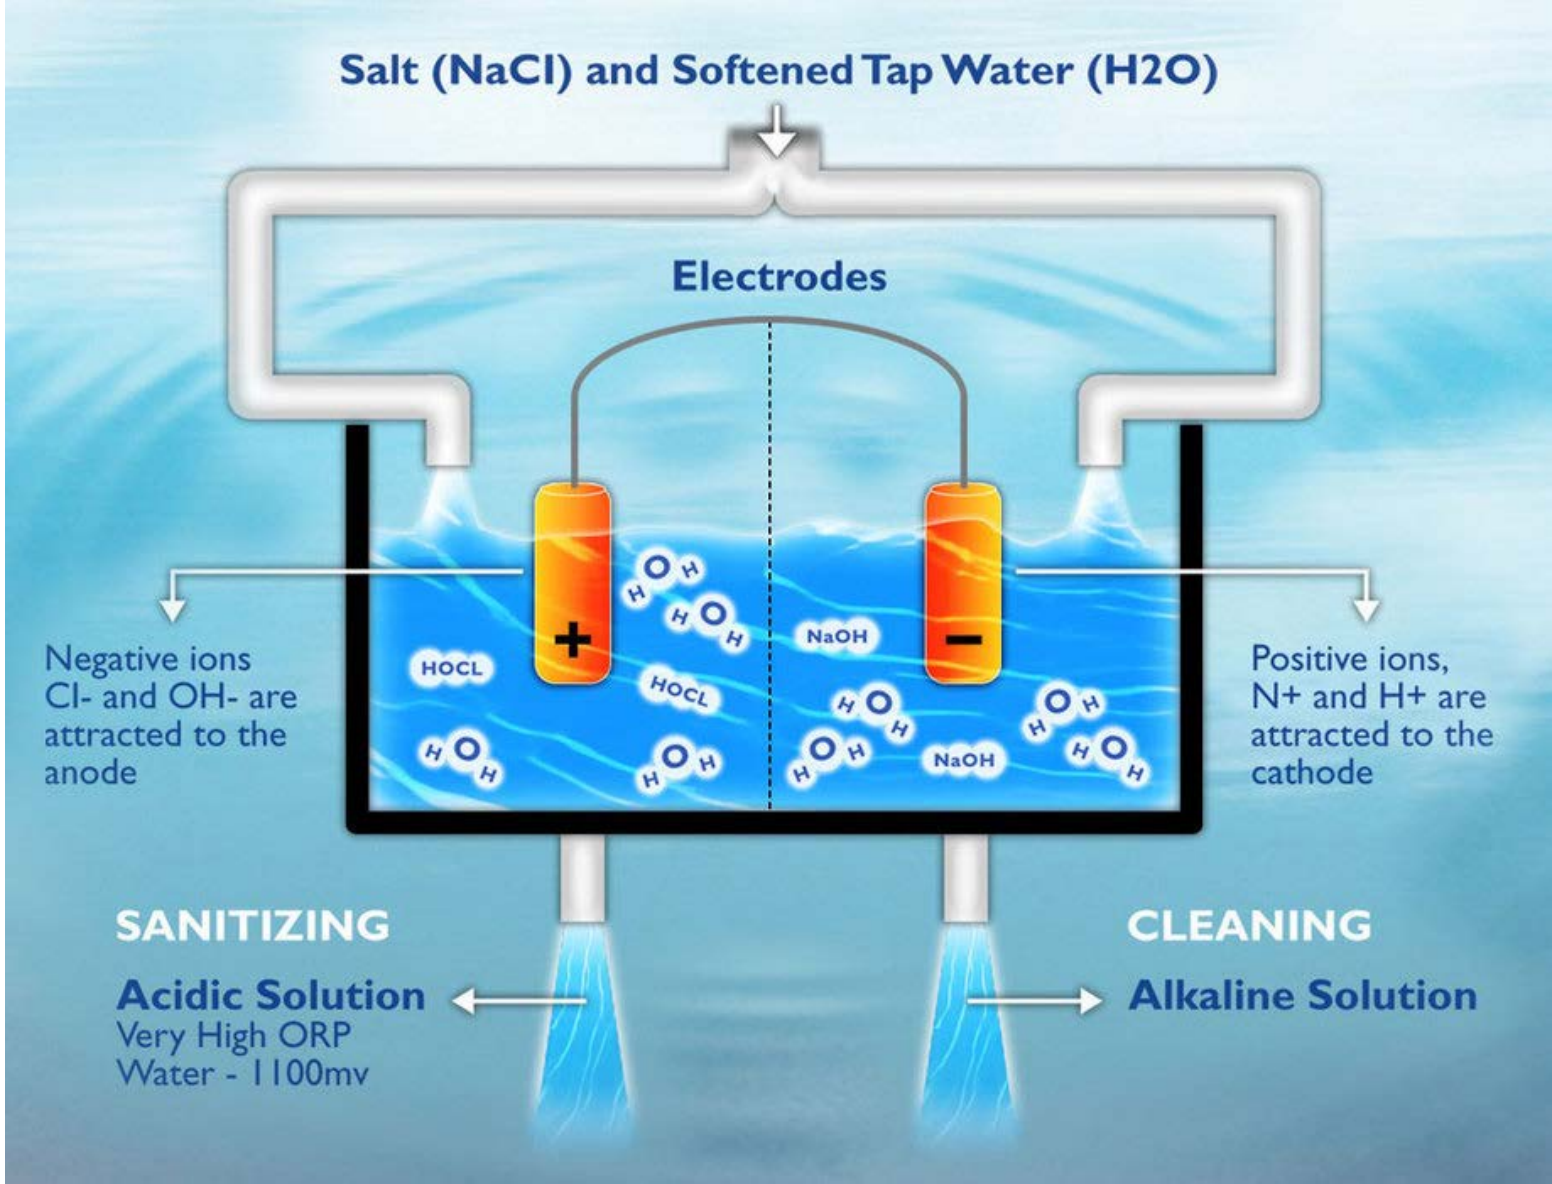 Salt (NaCl) and Softened Tap Water (H2O)
Electrodes
+
−
H O H
H O H
HOCL
HOCL
H O H
H O H
NaOH
H O H
H O H
H O H
NaOH
H O H
Negative ions
Cl- and OH- are
attracted to the
anode
Positive ions,
N+ and H+ are
attracted to the
cathode
SANITIZING
Acidic Solution
Very High ORP
Water - 1100mv
CLEANING
Alkaline Solution